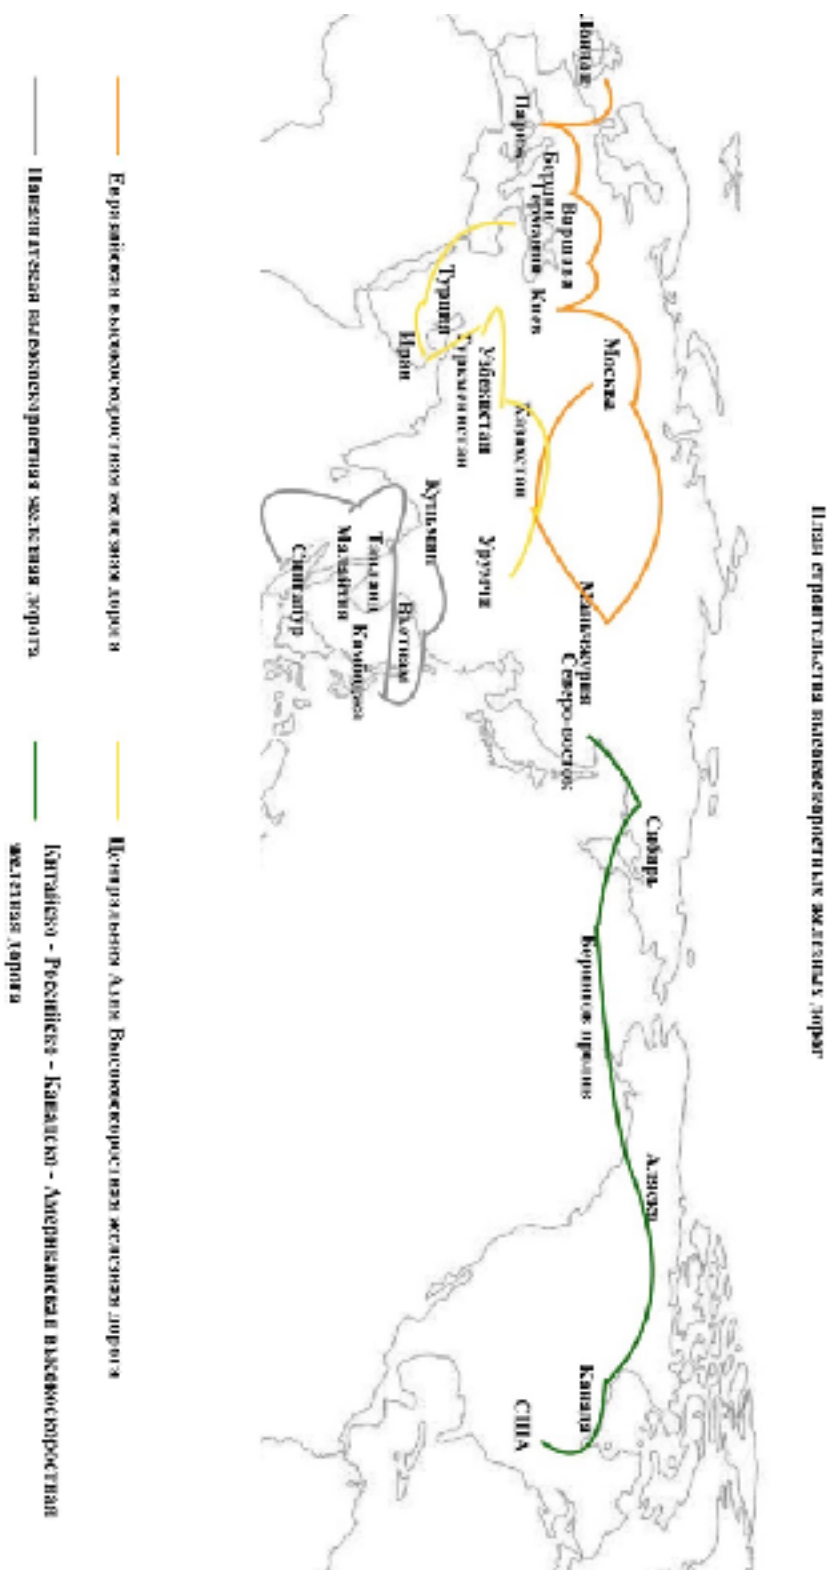 План строительства высокоскоростных железных дорог
Лондон
Париж
Берлин
Германия
Варшава
Киев
Москва
Турция
Иран
Узбекистан
Туркменистан
Казахстан
Урумчи
Куньмин
Таиланд
Малайзия
Сингапур
Вьетнам
Камбоджа
Маньчжурия
Северо-восток
Сибирь
Берингов пролив
Аляска
Канада
США
Евразийская высокоскоростная железная дорога
Центральная Азия Высокоскоростная железная дорога
Паназиатская высокоскоростная железная дорога
Китайско - Российско - Канадско - Американская высокоскоростная
железная дорога